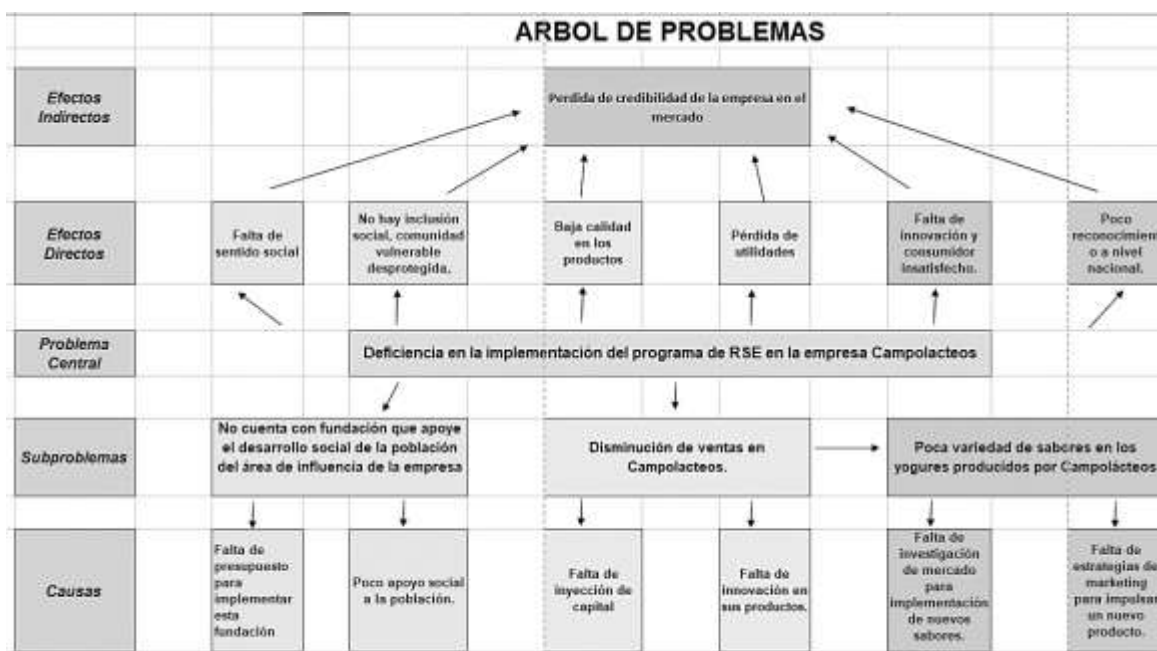 ARBOL DE PROBLEMAS
Efectos
Indirectos
Perdida de credibilidad de la empresa en el
mercado
Efectos
Directos
Falta de
sentido social
No hay inclusión
social, comunidad
vulnerable
desprotegida.
Baja calidad
en los
productos
Pérdida de
utilidades
Falta de
innovación y
consumidor
insatisfecho.
Poco
reconocimient
o a nivel
nacional.
Problema
Central
Deficiencia en la implementación del programa de RSE en la empresa Campolacteos
Subproblemas
No cuenta con fundación que apoye
el desarrollo social de la población
del área de influencia de la empresa
Disminución de ventas en
Campolacteos.
Poca variedad de sabores en los
yogures producidos por Campolácteos
Causas
Falta de
presupuesto
para
implementar
esta
fundación
Poco apoyo social
a la población.
Falta de
inyección de
capital
Falta de
innovación en
sus productos.
Falta de
investigación
de mercado
para
implementación
de nuevos
sabores.
Falta de
estrategias de
marketing
para impulsar
un nuevo
producto.